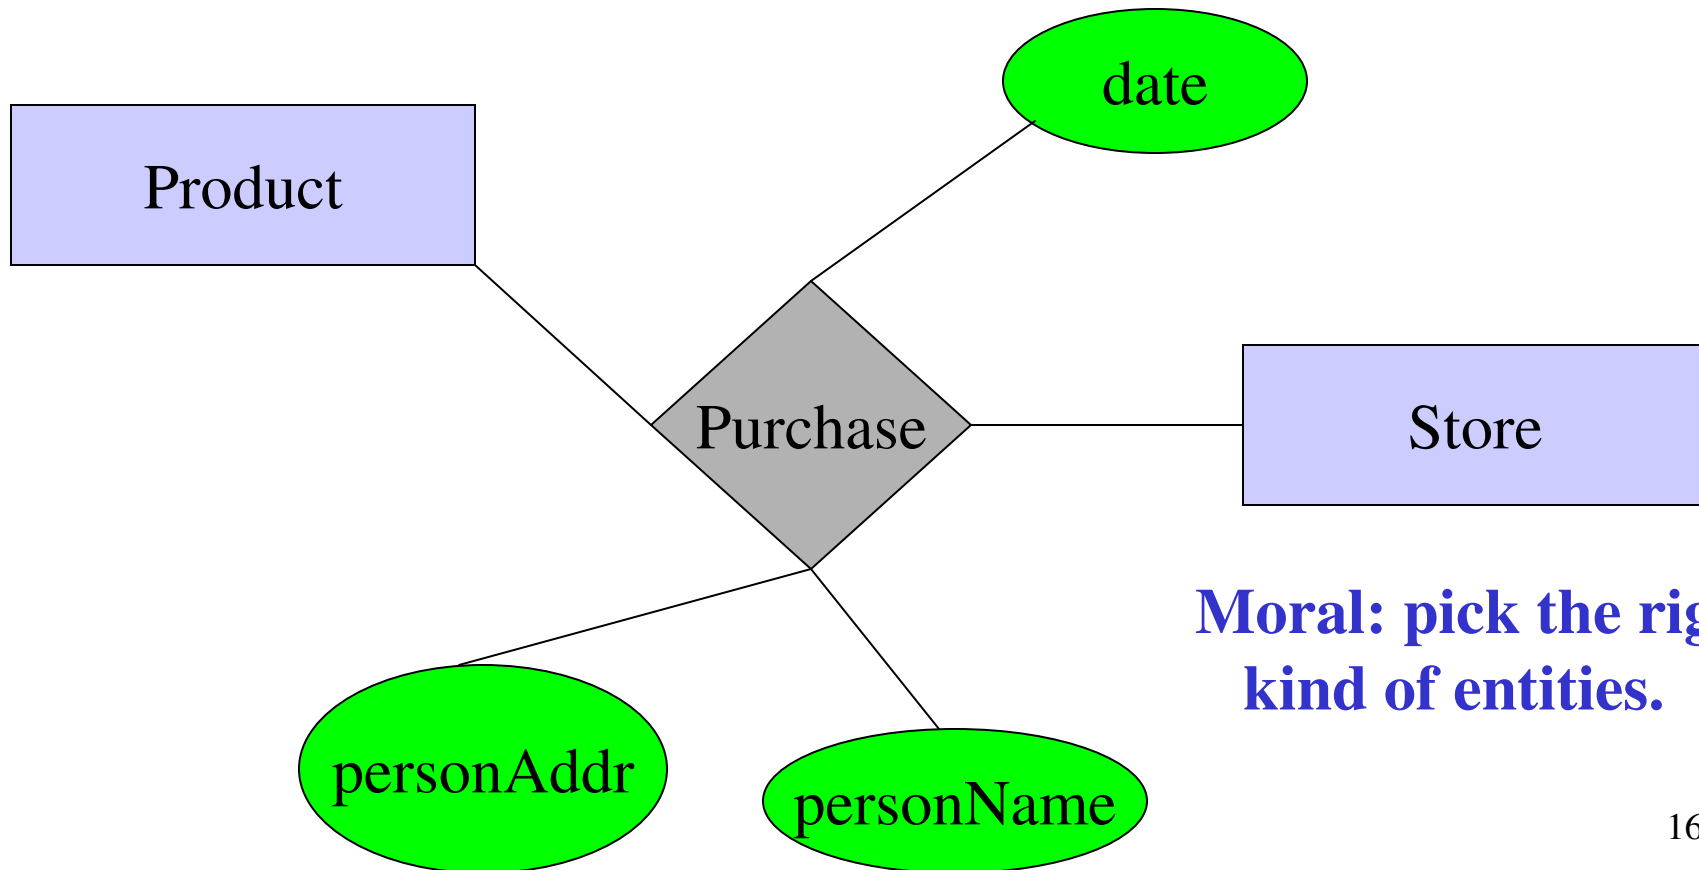 date
Product
Purchase
Store
Moral: pick the rig
kind of entities.
personAddr
personName
16